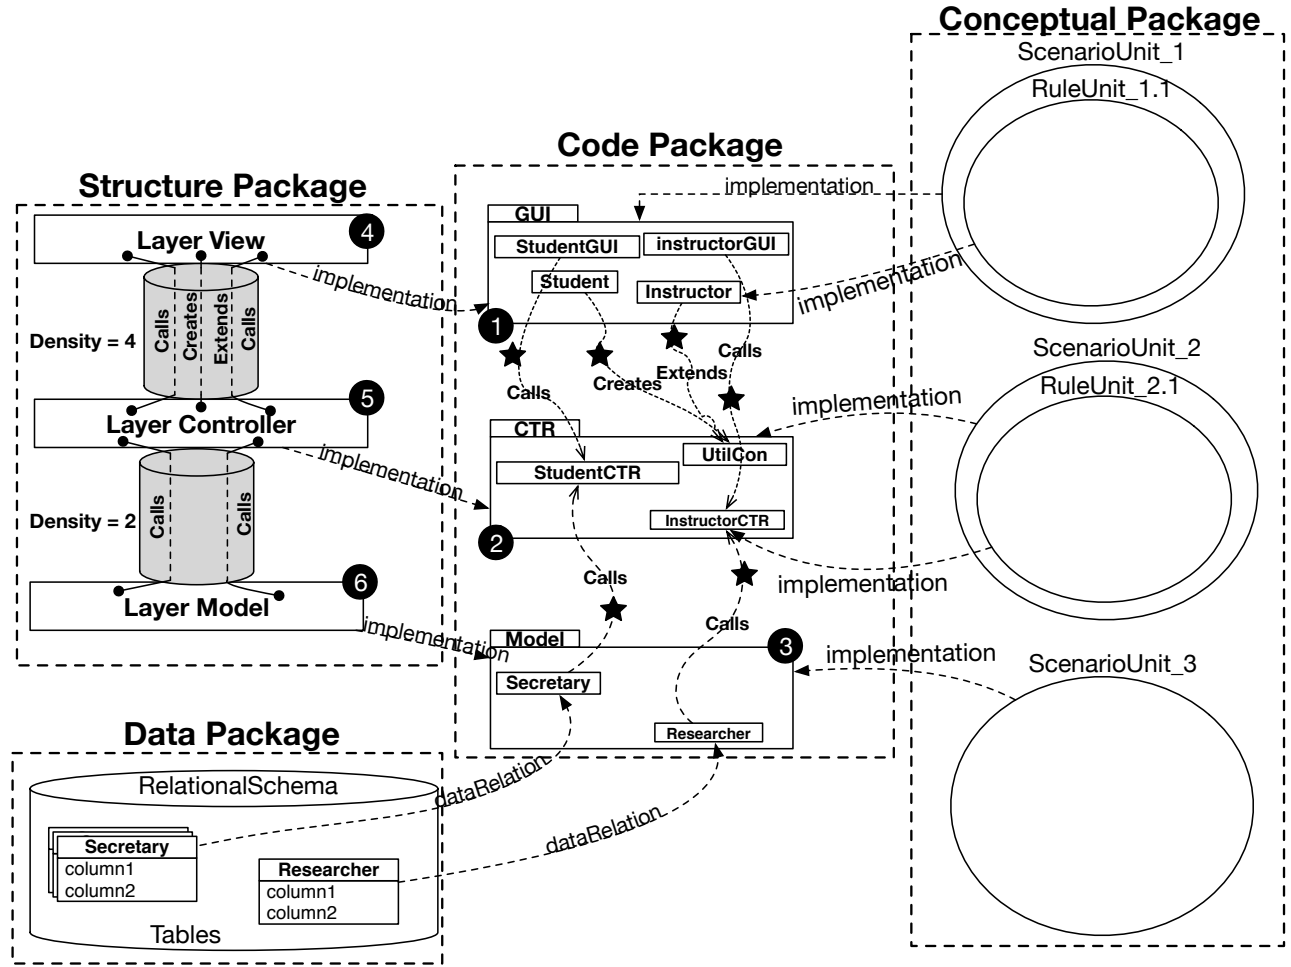 Conceptual Package
ScenarioUnit_1
RuleUnit_1.1
Code Package
Structure Package
implementation
GUI
4
Layer View
StudentGUI
instructorGUI
implementation
Student
Instructor
implementation
1
Density = 4
Calls
Creates
Extends
Calls
Calls
Creates
Extends
Calls
ScenarioUnit_2
RuleUnit_2.1
5
Layer Controller
implementation
CTR
implementation
StudentCTR
UtilCon
InstructorCTR
2
Density = 2
Calls
Calls
Calls
implementation
6
Layer Model
implementation
Calls
Model
3
implementation
ScenarioUnit_3
Secretary
Researcher
Data Package
RelationalSchema
dataRelation
dataRelation
Secretary
column1
column2
Researcher
column1
column2
Tables